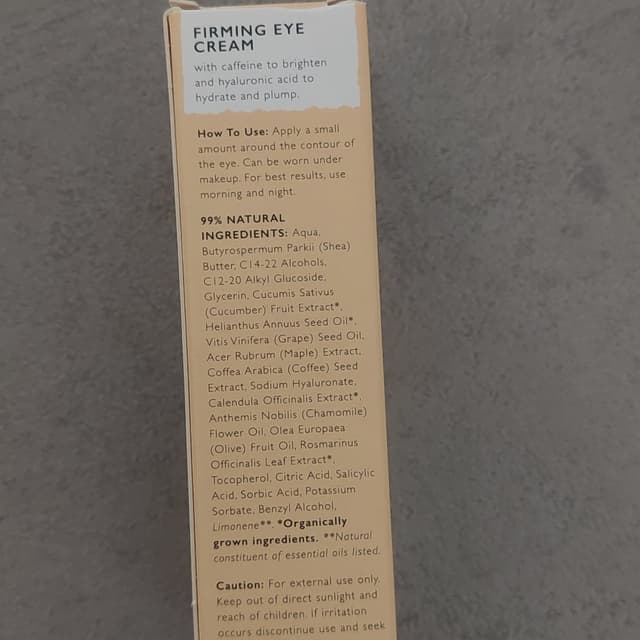 FIRMING EYE
CREAM
with caffeine to brighten
and hyaluronic acid to
hydrate and plump.
How To Use: Apply a small
amount around the contour of
the eye. Can be worn under
makeup. For best results, use
morning and night.
99% NATURAL
INGREDIENTS: Aqua,
Butyrospermum Parkii (Shea)
Butter, C14-22 Alcohols,
C12-20 Alkyl Glucoside,
Glycerin, Cucumis Sativus
(Cucumber) Fruit Extract*,
Helianthus Annuus Seed Oil*,
Vitis Vinifera (Grape) Seed Oil,
Acer Rubrum (Maple) Extract,
Coffea Arabica (Coffee) Seed
Extract, Sodium Hyaluronate,
Calendula Officinalis Extract*,
Anthemis Nobilis (Chamomile)
Flower Oil, Olea Europaea
(Olive) Fruit Oil, Rosmarinus
Officinalis Leaf Extract*,
Tocopherol, Citric Acid, Salicylic
Acid, Sorbic Acid, Potassium
Sorbate, Benzyl Alcohol,
Limonene**. *Organically
grown ingredients. **Natural
constituent of essential oils listed.
Caution: For external use only.
Keep out of direct sunlight and
reach of children. If irritation
occurs discontinue use and seek